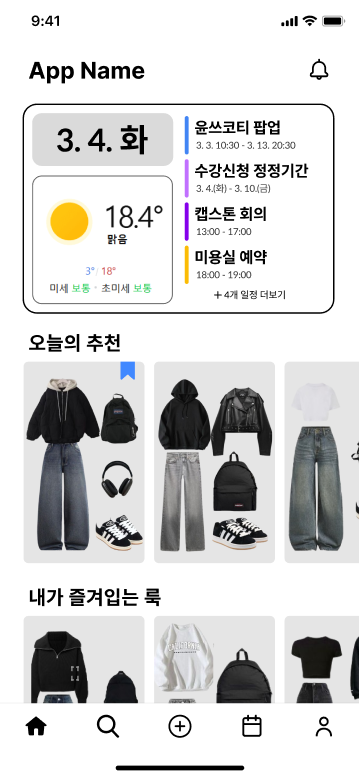 9:41
App Name
3. 4. 화
18.4°
맑음
3° / 18°
미세 보통 · 초미세 보통
윤쓰코티 팝업
3. 3. 10:30 - 3. 13. 20:30
수강신청 정정기간
3. 4.(화) - 3. 10.(금)
캡스톤 회의
13:00 - 17:00
미용실 예약
18:00 - 19:00
+ 4개 일정 더보기
오늘의 추천
내가 즐겨입는 룩